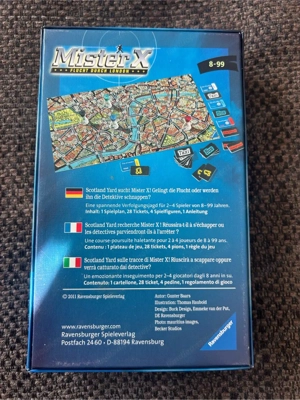 Mister X
FLUCHT DURCH LONDON
8-99
Scotland Yard sucht Mister X! Gelingt die Flucht oder werden
ihn die Detektive schnappen?
Eine spannende Verfolgungsjagd für 2–4 Spieler von 8–99 Jahren.
Inhalt: 1 Spielplan, 28 Tickets, 4 Spielfiguren, 1 Anleitung
Scotland Yard recherche Mister X! Réussira-t-il à s'échapper ou
les détectives parviendront-ils à l'arrêter ?
Une course-poursuite haletante pour 2 à 4 joueurs de 8 à 99 ans.
Contenu : 1 plateau de jeu, 28 tickets, 4 pions, 1 règle du jeu
Scotland Yard sulle tracce di Mister X! Riuscirà a scappare oppure
verrà catturato dai detective?
Un emozionante inseguimento per 2–4 giocatori dagli 8 anni in su.
Contenuto: 1 cartellone, 28 ticket, 4 pedine, 1 regolamento di gioco
© 2011 Ravensburger Spieleverlag
www.ravensburger.com
Ravensburger Spieleverlag
Postfach 24 60 · D-88194 Ravensburg
Autor: Gunter Baars
Illustration: Thomas Haubold
Design: Rock Design, Kinneke van der Pot,
DE Ravensburger
Photo: mauritius images,
Becker Studios
Ravensburger